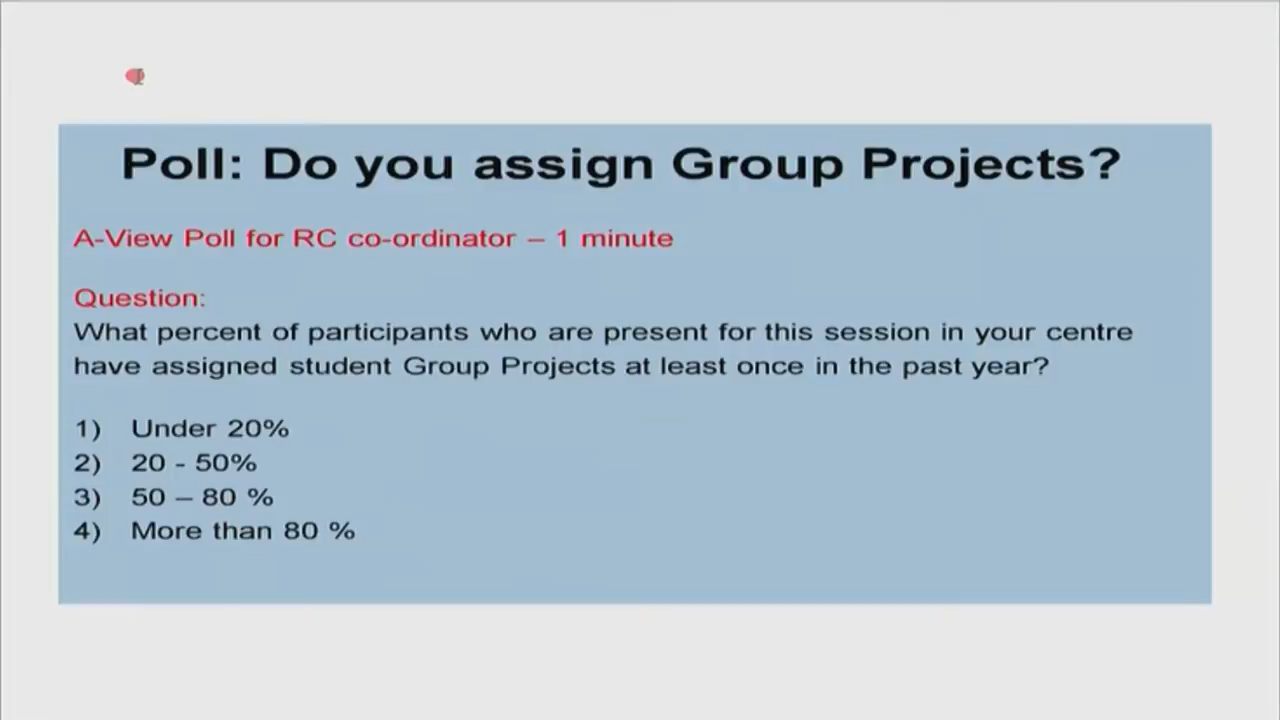 Poll: Do you assign Group Projects?
A-View Poll for RC co-ordinator – 1 minute
Question:
What percent of participants who are present for this session in your centre
have assigned student Group Projects at least once in the past year?
1) Under 20%
2) 20 - 50%
3) 50 – 80 %
4) More than 80 %